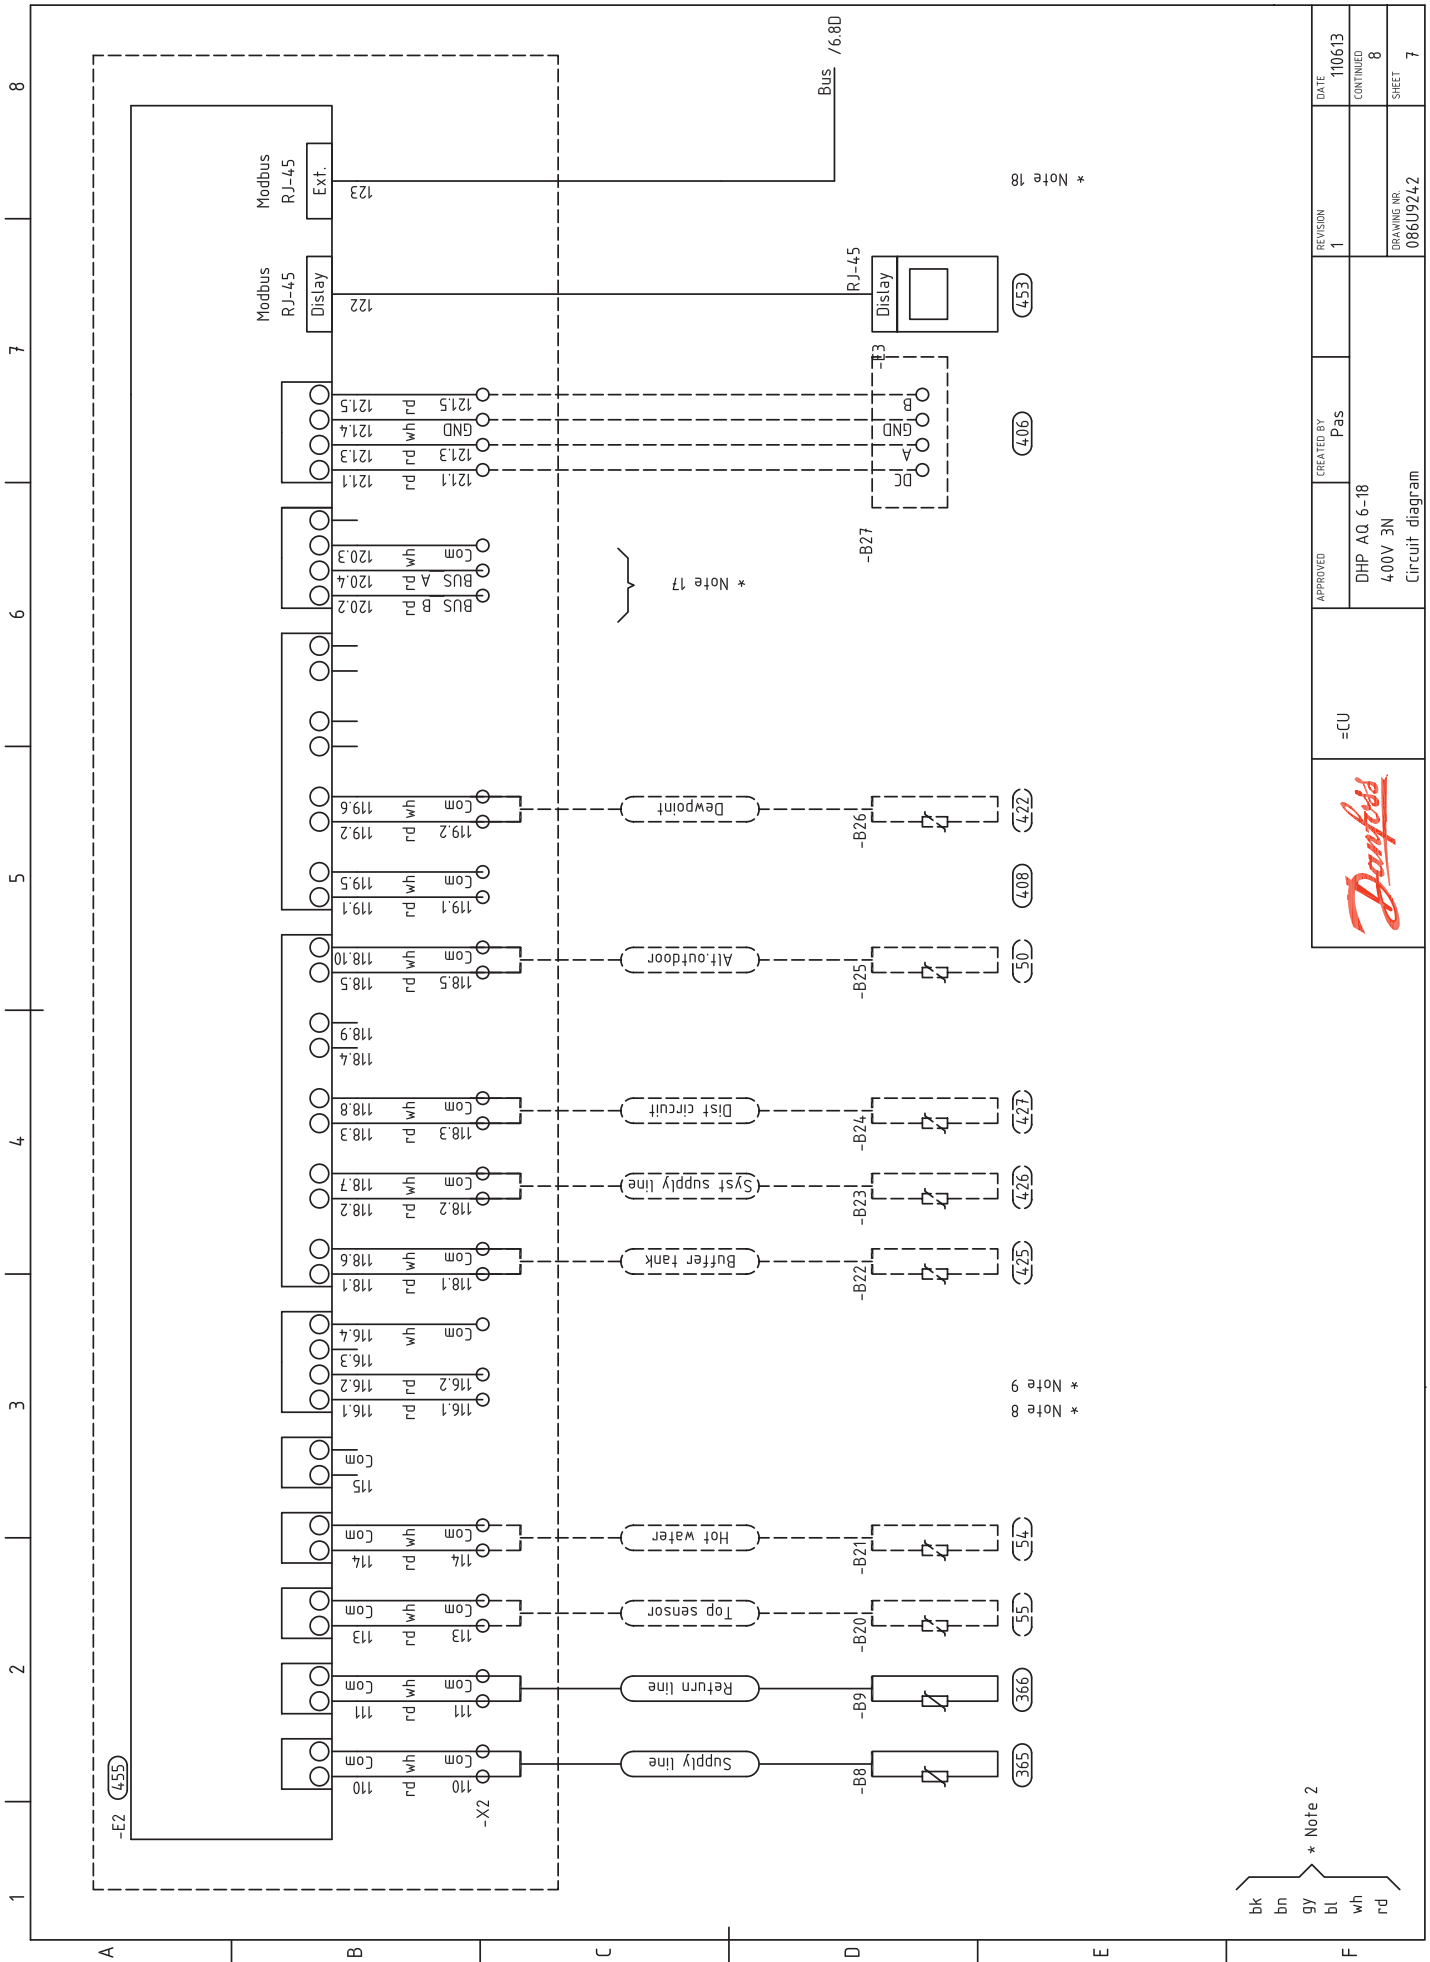 1
2
3
4
5
6
7
8
A
B
C
D
E
F
-E2
455
-X2
110
Com
rd
wh
110
Com
Supply line
-B8
365
111
Com
rd
wh
111
Com
Return line
-B9
366
113
Com
rd
wh
113
Com
Top sensor
-B20
55
114
Com
rd
wh
114
Com
Hot water
-B21
54
115
Com
116.1
116.2
116.3
116.4
rd
rd
wh
116.1
116.2
Com
* Note 8
* Note 9
118.1
118.6
rd
wh
118.1
Com
Buffer tank
-B22
425
118.2
118.7
rd
wh
118.2
Com
Syst supply line
-B23
426
118.3
118.8
rd
wh
118.3
Com
Dist circuit
-B24
427
118.4
118.9
118.5
118.10
rd
wh
118.5
Com
Alt.outdoor
-B25
50
119.1
119.5
rd
wh
119.1
Com
408
119.2
119.6
rd
wh
119.2
Com
Dewpoint
-B26
422
120.2
120.4
120.3
rd
rd
wh
BUS B
BUS A
Com
* Note 17
121.1
121.3
121.4
121.5
rd
rd
wh
rd
121.1
121.3
GND
121.5
-B27
DC
A
GND
B
406
Modbus
RJ-45
Dislay
122
-E3
RJ-45
Dislay
453
Modbus
RJ-45
Ext.
123
Bus /6.8D
* Note 18
bk
bn
gy
bl
wh
rd
* Note 2
Danfoss
=CU
APPROVED
CREATED BY
Pas
DHP AQ 6-18
400V 3N
Circuit diagram
REVISION
1
DATE
110613
CONTINUED
8
DRAWING NR.
086U9242
SHEET
7